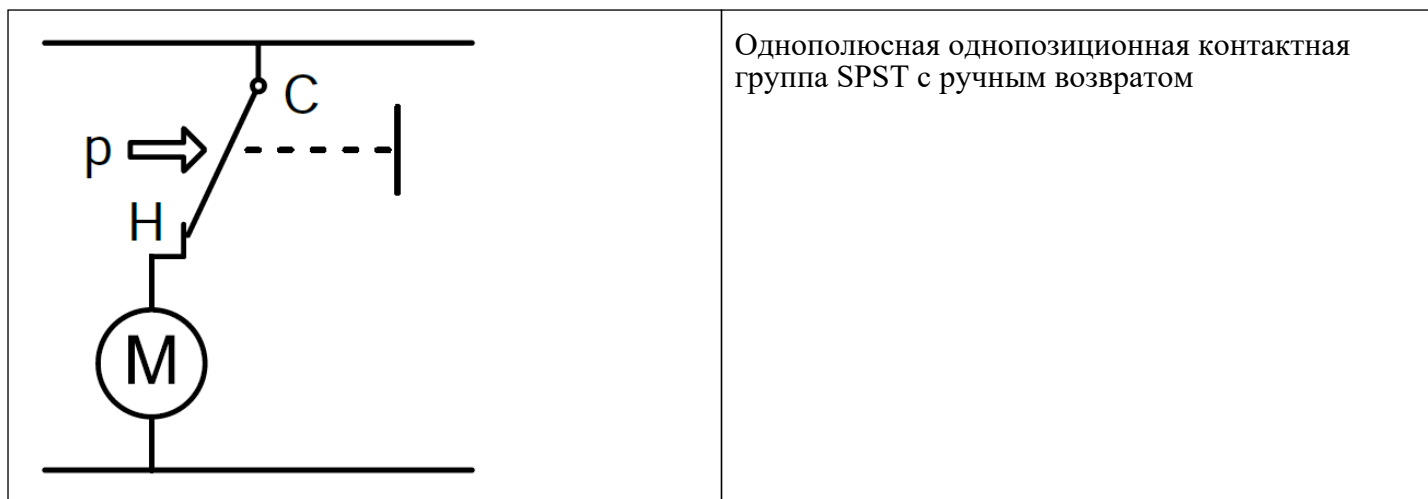 C
p
H
M
Однополюсная однопозиционная контактная
группа SPST с ручным возвратом